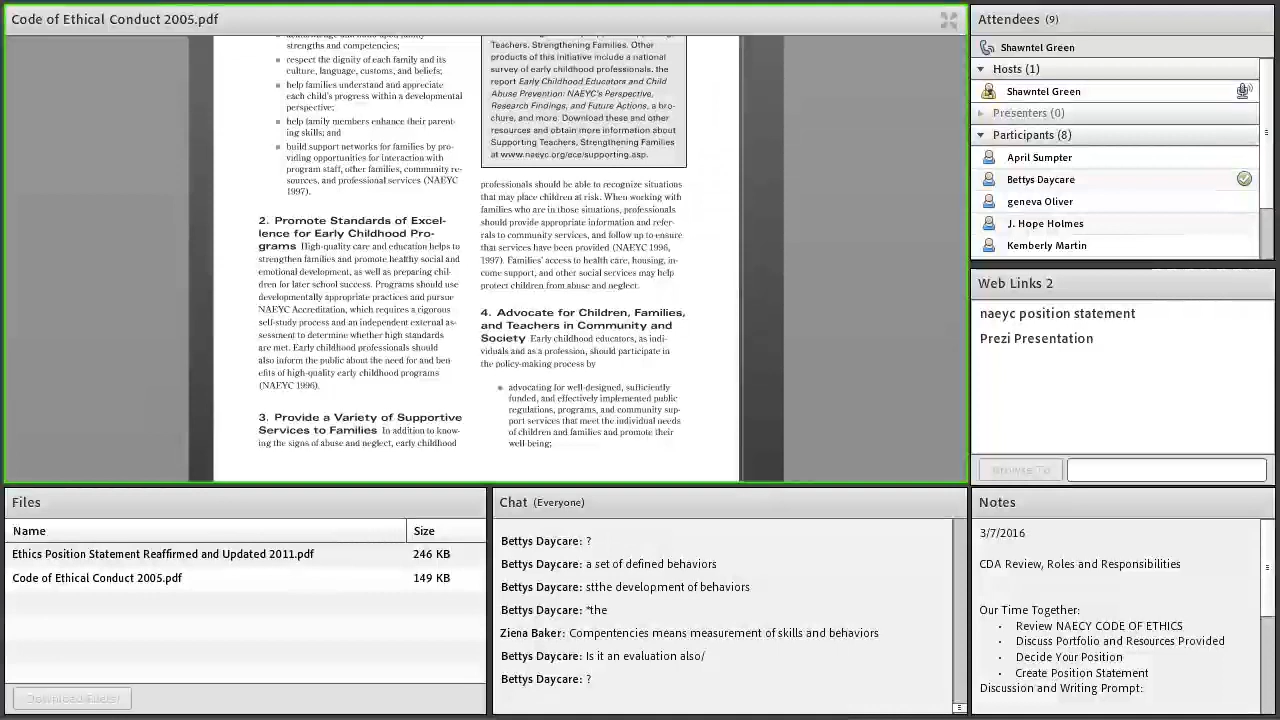 Code of Ethical Conduct 2005.pdf
strengths and competencies;
respect the dignity of each family and its
culture, language, customs, and beliefs;
help families understand and appreciate
each child's progress within a developmental
perspective;
help family members enhance their parent-
ing skills; and
build support networks for families by pro-
viding opportunities for interaction with
program staff, other families, community re-
sources, and professional services (NAEYC
1997).
2. Promote Standards of Excel-
lence for Early Childhood Pro-
grams High-quality care and education helps to
strengthen families and promote healthy social and
emotional development, as well as preparing chil-
dren for later school success. Programs should use
developmentally appropriate practices and pursue
NAEYC Accreditation, which requires a rigorous
self-study process and an independent external as-
sessment to determine whether high standards
are met. Early childhood professionals should
also inform the public about the need for and ben-
efits of high-quality early childhood programs
(NAEYC 1996).
3. Provide a Variety of Supportive
Services to Families In addition to know-
ing the signs of abuse and neglect, early childhood
Teachers, Strengthening Families. Other
products of this initiative include a national
survey of early childhood professionals, the
report Early Childhood Educators and Child
Abuse Prevention: NAEYC's Perspective,
Research Findings, and Future Actions, a bro-
chure, and more. Download these and other
resources and obtain more information about
Supporting Teachers, Strengthening Families
at www.naeyc.org/ece/supporting.asp.
professionals should be able to recognize situations
that may place children at risk. When working with
families who are in those situations, professionals
should provide appropriate information and refer-
rals to community services, and follow up to ensure
that services have been provided (NAEYC 1996,
1997). Families' access to health care, housing, in-
come support, and other social services may help
protect children from abuse and neglect.
4. Advocate for Children, Families,
and Teachers in Community and
Society Early childhood educators, as indi-
viduals and as a profession, should participate in
the policy-making process by
advocating for well-designed, sufficiently
funded, and effectively implemented public
regulations, programs, and community sup-
port services that meet the individual needs
of children and families and promote their
well-being;
Attendees (9)
Shawntel Green
Hosts (1)
Shawntel Green
Presenters (0)
Participants (8)
April Sumpter
Bettys Daycare
geneva Oliver
J. Hope Holmes
Kemberly Martin
Web Links 2
naeyc position statement
Prezi Presentation
Browse To
Files
Name Size
Ethics Position Statement Reaffirmed and Updated 2011.pdf 246 KB
Code of Ethical Conduct 2005.pdf 149 KB
Download File(s)
Chat (Everyone)
Bettys Daycare: ?
Bettys Daycare: a set of defined behaviors
Bettys Daycare: stthe development of behaviors
Bettys Daycare: *the
Ziena Baker: Compentencies means measurement of skills and behaviors
Bettys Daycare: Is it an evaluation also/
Bettys Daycare: ?
Notes
3/7/2016
CDA Review, Roles and Responsibilities
Our Time Together:
• Review NAECY CODE OF ETHICS
• Discuss Portfolio and Resources Provided
• Decide Your Position
• Create Position Statement
Discussion and Writing Prompt: